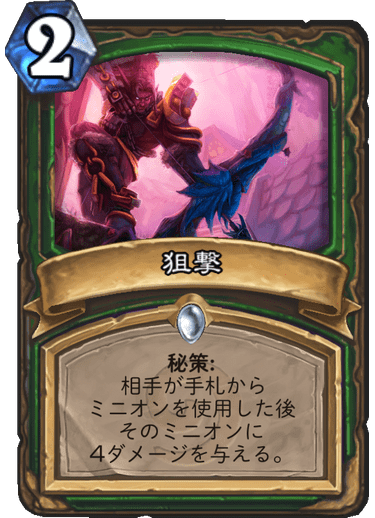 2
狙撃
秘策:
相手が手札から
ミニオンを使用した後
そのミニオンに
4ダメージを与える。